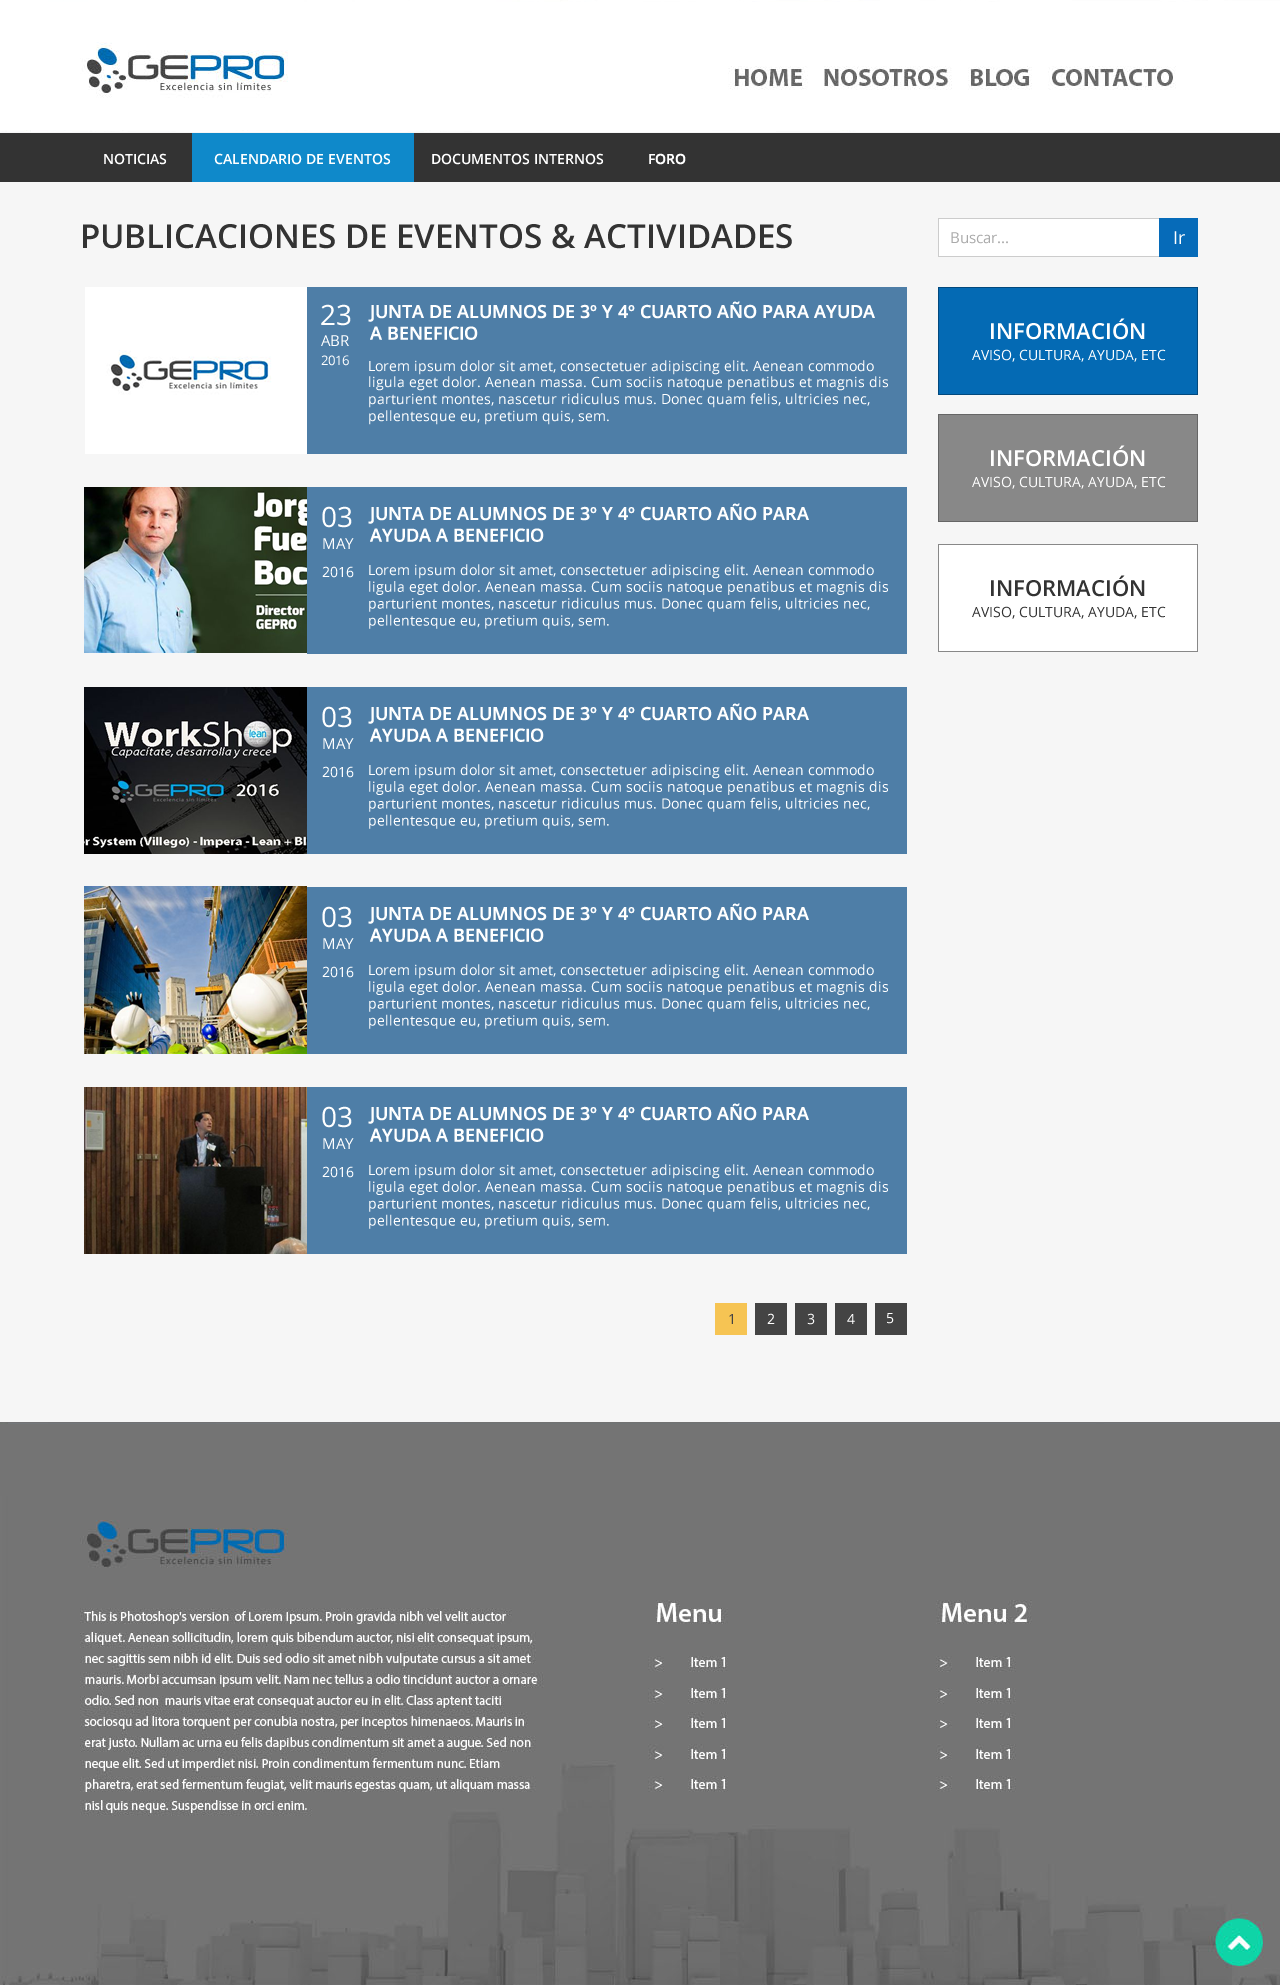 GEPRO
Excelencia sin límites
HOME NOSOTROS BLOG CONTACTO
NOTICIAS CALENDARIO DE EVENTOS DOCUMENTOS INTERNOS FORO
PUBLICACIONES DE EVENTOS & ACTIVIDADES
Buscar... Ir
GEPRO
Excelencia sin límites
23
ABR
2016
JUNTA DE ALUMNOS DE 3º Y 4º CUARTO AÑO PARA AYUDA
A BENEFICIO
Lorem ipsum dolor sit amet, consectetuer adipiscing elit. Aenean commodo
ligula eget dolor. Aenean massa. Cum sociis natoque penatibus et magnis dis
parturient montes, nascetur ridiculus mus. Donec quam felis, ultricies nec,
pellentesque eu, pretium quis, sem.
INFORMACIÓN
AVISO, CULTURA, AYUDA, ETC
INFORMACIÓN
AVISO, CULTURA, AYUDA, ETC
INFORMACIÓN
AVISO, CULTURA, AYUDA, ETC
Jorg
Fue
Boc
Director
GEPRO
03
MAY
2016
JUNTA DE ALUMNOS DE 3º Y 4º CUARTO AÑO PARA
AYUDA A BENEFICIO
Lorem ipsum dolor sit amet, consectetuer adipiscing elit. Aenean commodo
ligula eget dolor. Aenean massa. Cum sociis natoque penatibus et magnis dis
parturient montes, nascetur ridiculus mus. Donec quam felis, ultricies nec,
pellentesque eu, pretium quis, sem.
WorkShop
lean
Capacítate, desarrolla y crece
GEPRO 2016
Excelencia sin límites
r System (Villego) - Impera - Lean + BI
03
MAY
2016
JUNTA DE ALUMNOS DE 3º Y 4º CUARTO AÑO PARA
AYUDA A BENEFICIO
Lorem ipsum dolor sit amet, consectetuer adipiscing elit. Aenean commodo
ligula eget dolor. Aenean massa. Cum sociis natoque penatibus et magnis dis
parturient montes, nascetur ridiculus mus. Donec quam felis, ultricies nec,
pellentesque eu, pretium quis, sem.
03
MAY
2016
JUNTA DE ALUMNOS DE 3º Y 4º CUARTO AÑO PARA
AYUDA A BENEFICIO
Lorem ipsum dolor sit amet, consectetuer adipiscing elit. Aenean commodo
ligula eget dolor. Aenean massa. Cum sociis natoque penatibus et magnis dis
parturient montes, nascetur ridiculus mus. Donec quam felis, ultricies nec,
pellentesque eu, pretium quis, sem.
03
MAY
2016
JUNTA DE ALUMNOS DE 3º Y 4º CUARTO AÑO PARA
AYUDA A BENEFICIO
Lorem ipsum dolor sit amet, consectetuer adipiscing elit. Aenean commodo
ligula eget dolor. Aenean massa. Cum sociis natoque penatibus et magnis dis
parturient montes, nascetur ridiculus mus. Donec quam felis, ultricies nec,
pellentesque eu, pretium quis, sem.
1 2 3 4 5
GEPRO
Excelencia sin límites
This is Photoshop's version of Lorem Ipsum. Proin gravida nibh vel velit auctor
aliquet. Aenean sollicitudin, lorem quis bibendum auctor, nisi elit consequat ipsum,
nec sagittis sem nibh id elit. Duis sed odio sit amet nibh vulputate cursus a sit amet
mauris. Morbi accumsan ipsum velit. Nam nec tellus a odio tincidunt auctor a ornare
odio. Sed non mauris vitae erat consequat auctor eu in elit. Class aptent taciti
sociosqu ad litora torquent per conubia nostra, per inceptos himenaeos. Mauris in
erat justo. Nullam ac urna eu felis dapibus condimentum sit amet a augue. Sed non
neque elit. Sed ut imperdiet nisi. Proin condimentum fermentum nunc. Etiam
pharetra, erat sed fermentum feugiat, velit mauris egestas quam, ut aliquam massa
nisl quis neque. Suspendisse in orci enim.
Menu
> Item 1
> Item 1
> Item 1
> Item 1
> Item 1
Menu 2
> Item 1
> Item 1
> Item 1
> Item 1
> Item 1